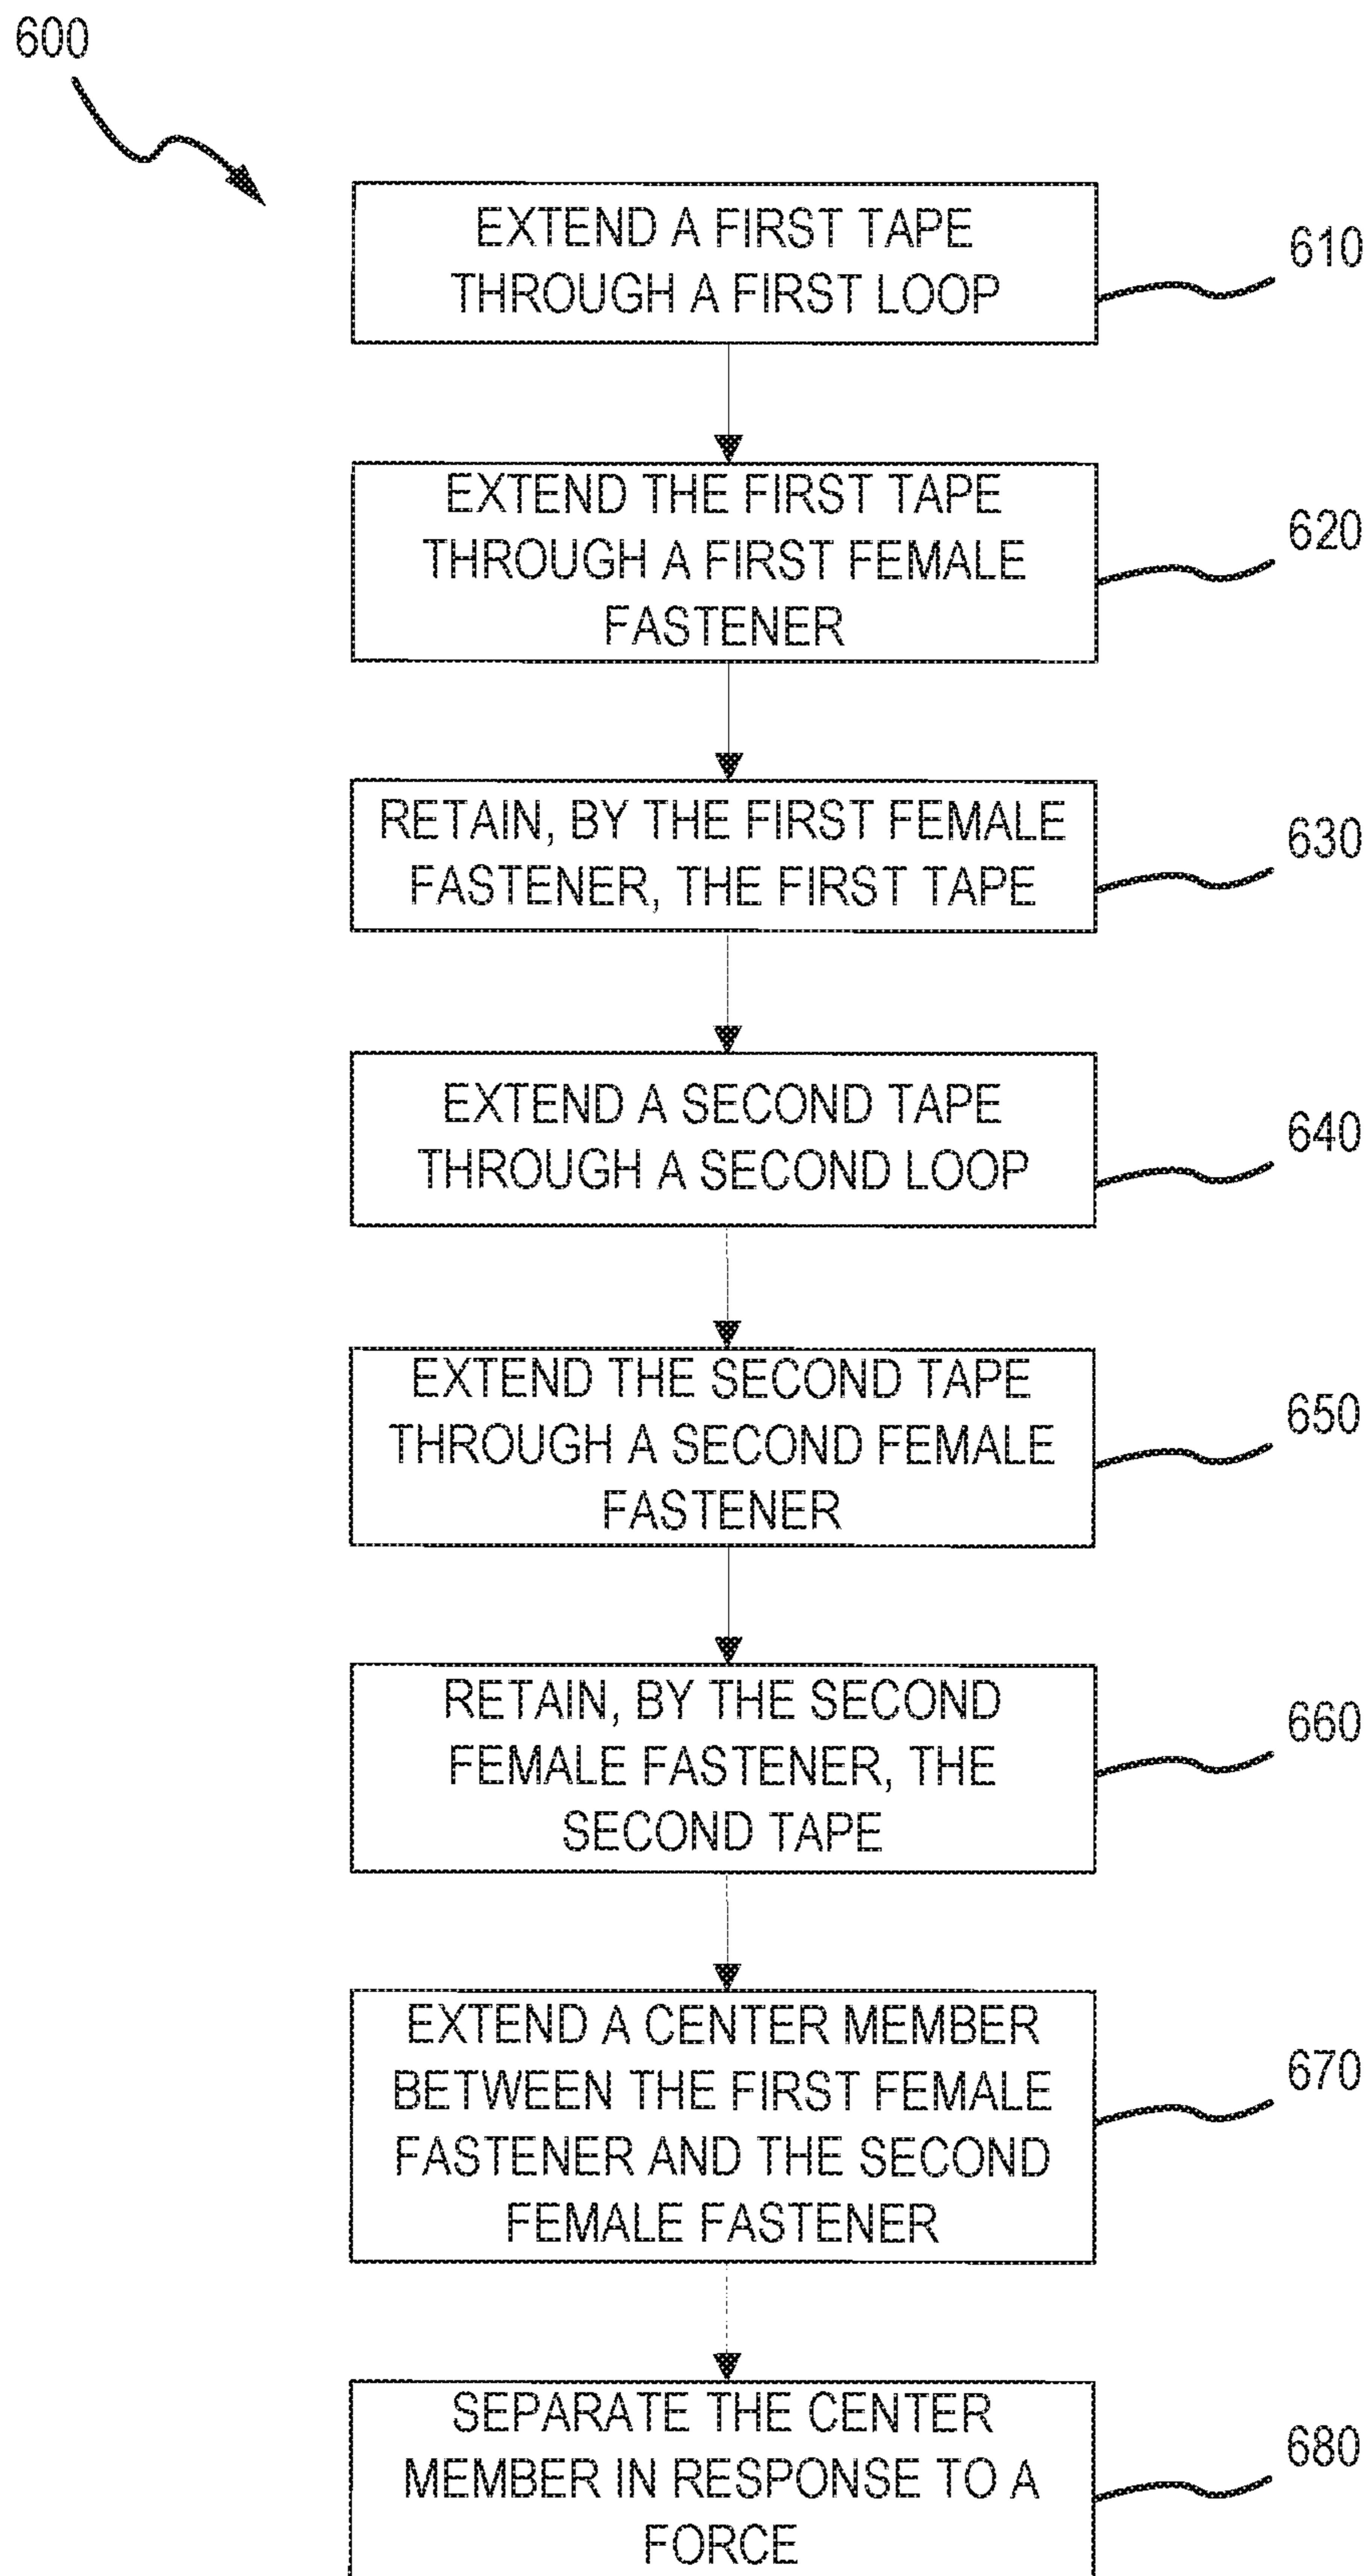 600
EXTEND A FIRST TAPE
THROUGH A FIRST LOOP
610
EXTEND THE FIRST TAPE
THROUGH A FIRST FEMALE
FASTENER
620
RETAIN, BY THE FIRST FEMALE
FASTENER, THE FIRST TAPE
630
EXTEND A SECOND TAPE
THROUGH A SECOND LOOP
640
EXTEND THE SECOND TAPE
THROUGH A SECOND FEMALE
FASTENER
650
RETAIN, BY THE SECOND
FEMALE FASTENER, THE
SECOND TAPE
660
EXTEND A CENTER MEMBER
BETWEEN THE FIRST FEMALE
FASTENER AND THE SECOND
FEMALE FASTENER
670
SEPARATE THE CENTER
MEMBER IN RESPONSE TO A
FORCE
680